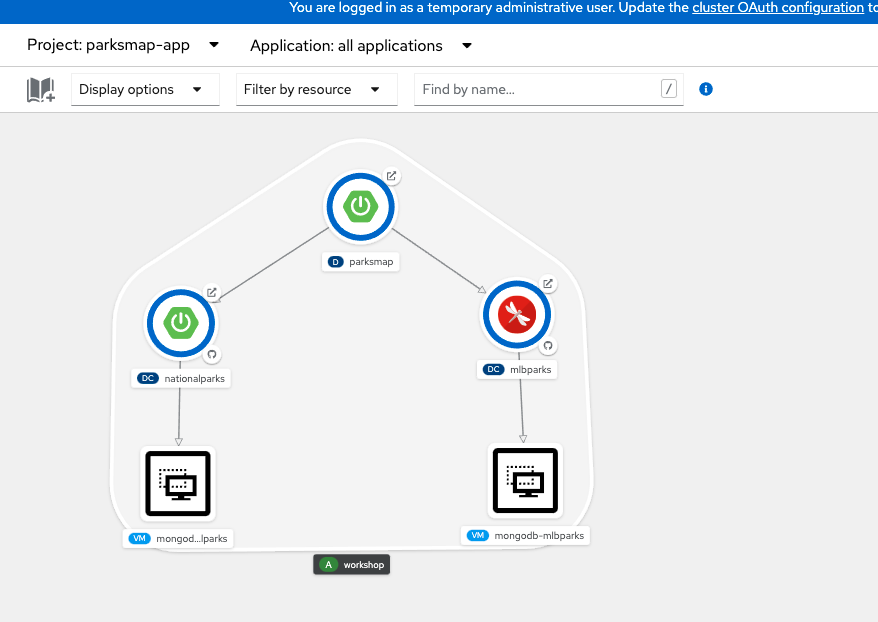 You are logged in as a temporary administrative user. Update the cluster OAuth configuration to
Project: parksmap-app Application: all applications
Display options Filter by resource Find by name... /
D parksmap
DC nationalparks
DC mlbparks
VM mongod...lparks
VM mongodb-mlbparks
A workshop